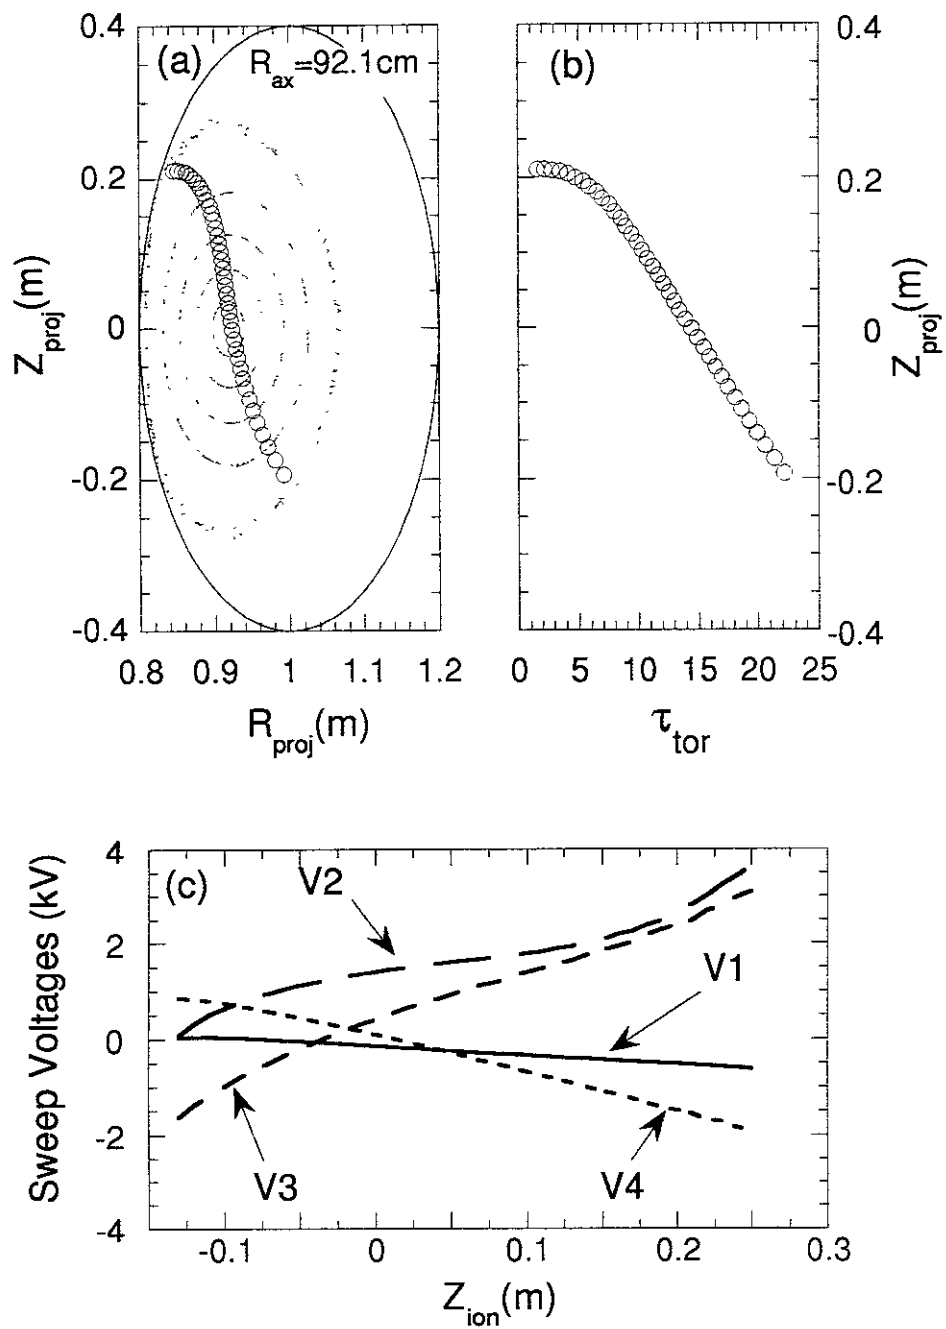 (a) R_ax=92.1cm
(b)
0.4
0.2
0
-0.2
-0.4
Z_proj(m)
0.8 0.9 1 1.1 1.2
R_proj(m)
0.4
0.2
0
-0.2
-0.4
Z_proj(m)
0 5 10 15 20 25
τ_tor
(c)
V2
V1
V3
V4
4
2
0
-2
-4
Sweep Voltages (kV)
-0.1 0 0.1 0.2 0.3
Z_ion(m)